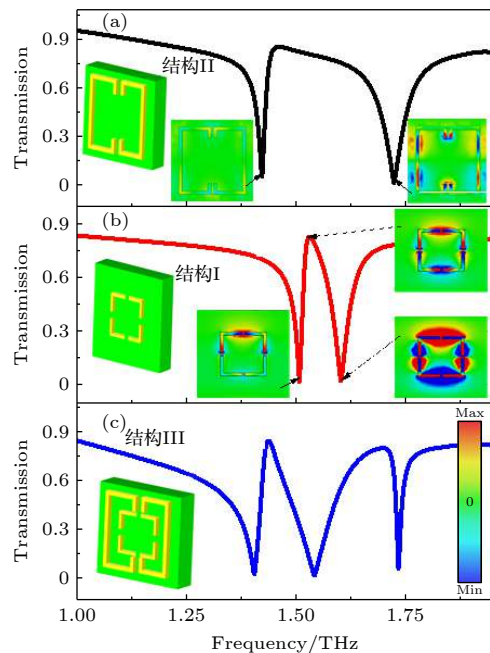 (a)
结构II
Transmission
0.9
0.6
0.3
0
(b)
结构I
Transmission
0.9
0.6
0.3
0
(c)
结构III
Transmission
0.9
0.6
0.3
0
Max
0
Min
1.00 1.25 1.50 1.75
Frequency/THz